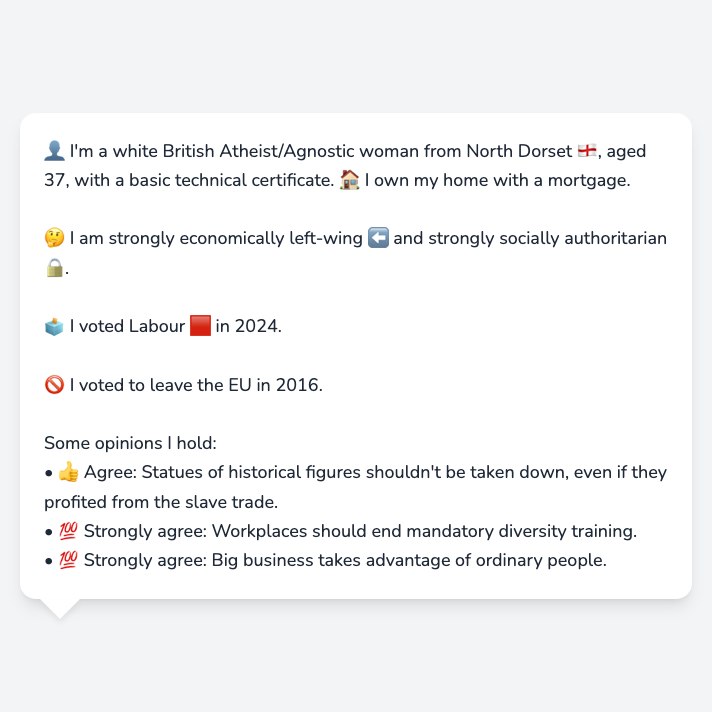 👤 I'm a white British Atheist/Agnostic woman from North Dorset 🏴󠁧󠁢󠁥󠁮󠁧󠁿, aged
37, with a basic technical certificate. 🏠 I own my home with a mortgage.
🤔 I am strongly economically left-wing ⬅️ and strongly socially authoritarian
🔒.
🗳️ I voted Labour 🟥 in 2024.
🚫 I voted to leave the EU in 2016.
Some opinions I hold:
• 👍 Agree: Statues of historical figures shouldn't be taken down, even if they
profited from the slave trade.
• 💯 Strongly agree: Workplaces should end mandatory diversity training.
• 💯 Strongly agree: Big business takes advantage of ordinary people.